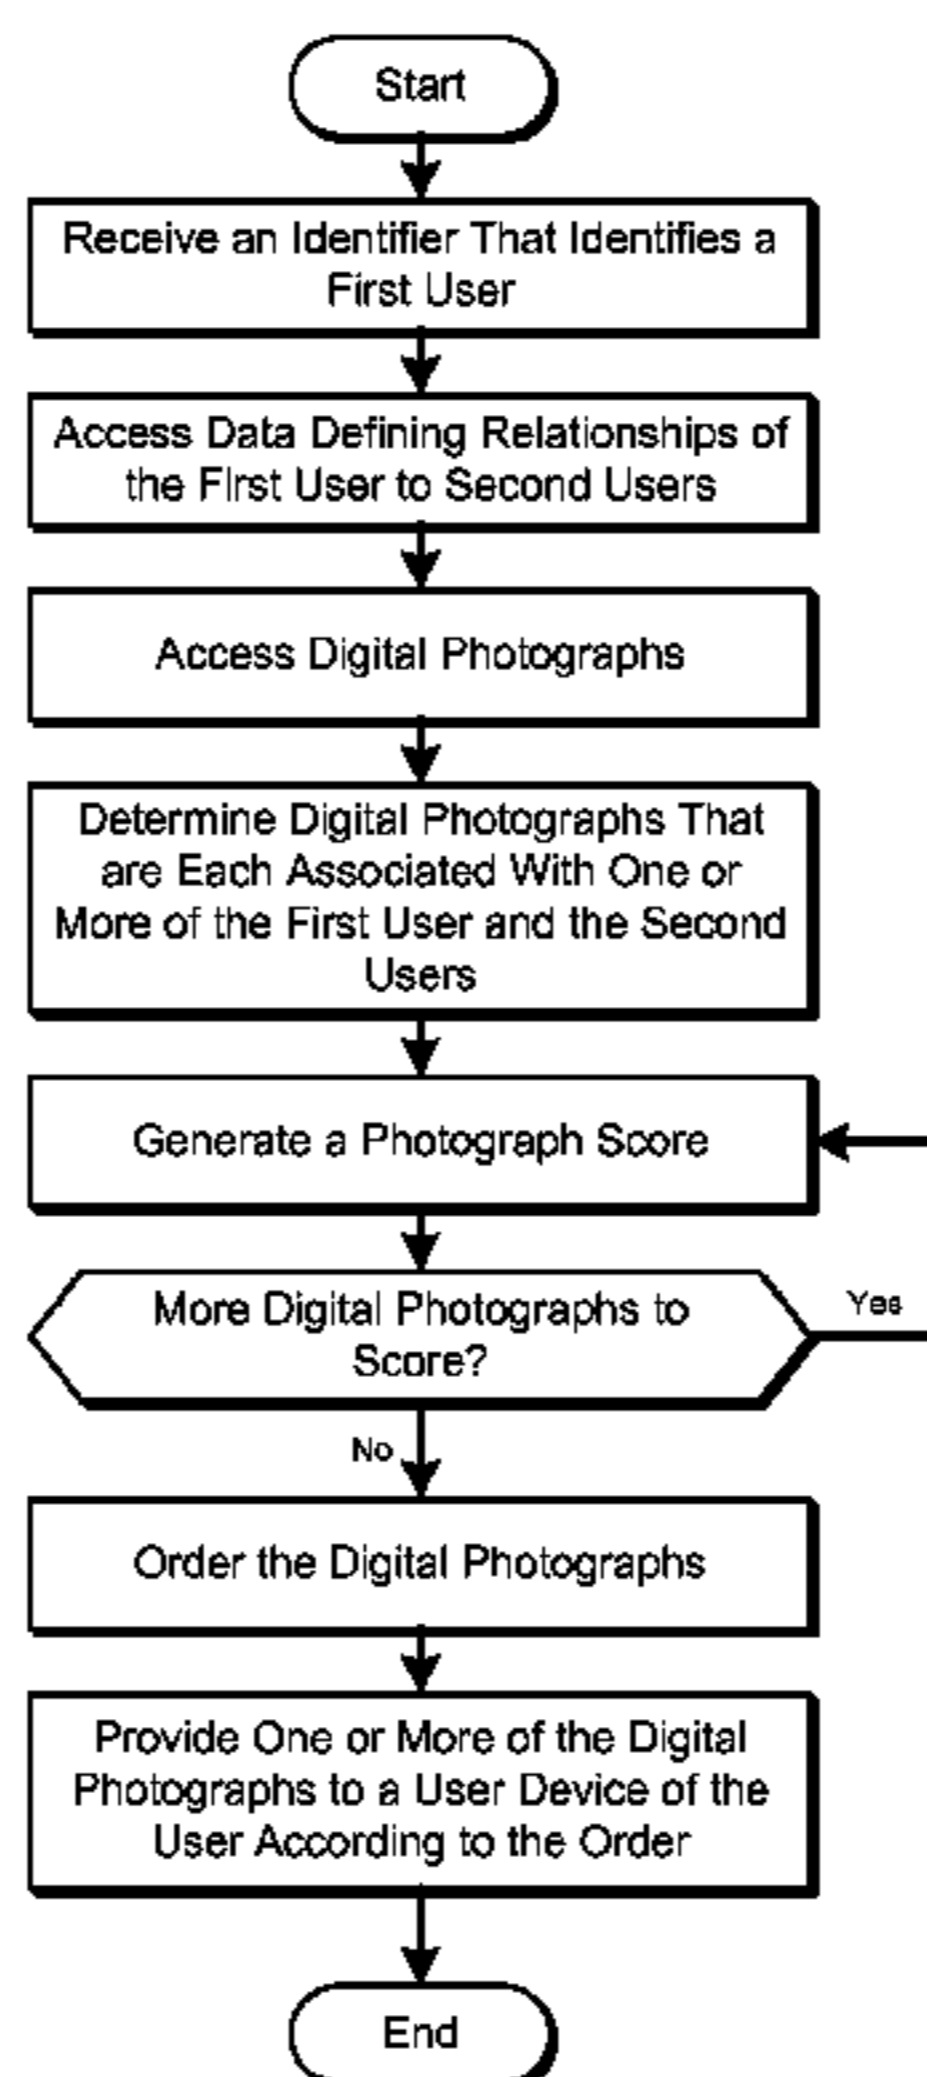 Start
Receive an Identifier That Identifies a
First User
Access Data Defining Relationships of
the First User to Second Users
Access Digital Photographs
Determine Digital Photographs That
are Each Associated With One or
More of the First User and the Second
Users
Generate a Photograph Score
More Digital Photographs to
Score?
Yes
No
Order the Digital Photographs
Provide One or More of the Digital
Photographs to a User Device of the
User According to the Order
End